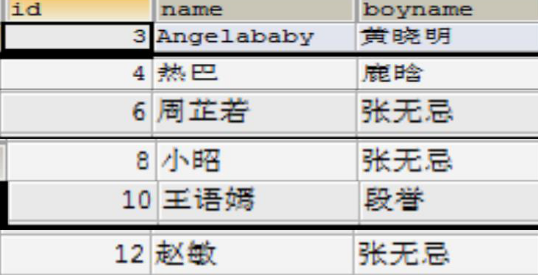 id name boyname
3 Angelababy 黄晓明
4 热巴 鹿晗
6 周芷若 张无忌
8 小昭 张无忌
10 王语嫣 段誉
12 赵敏 张无忌